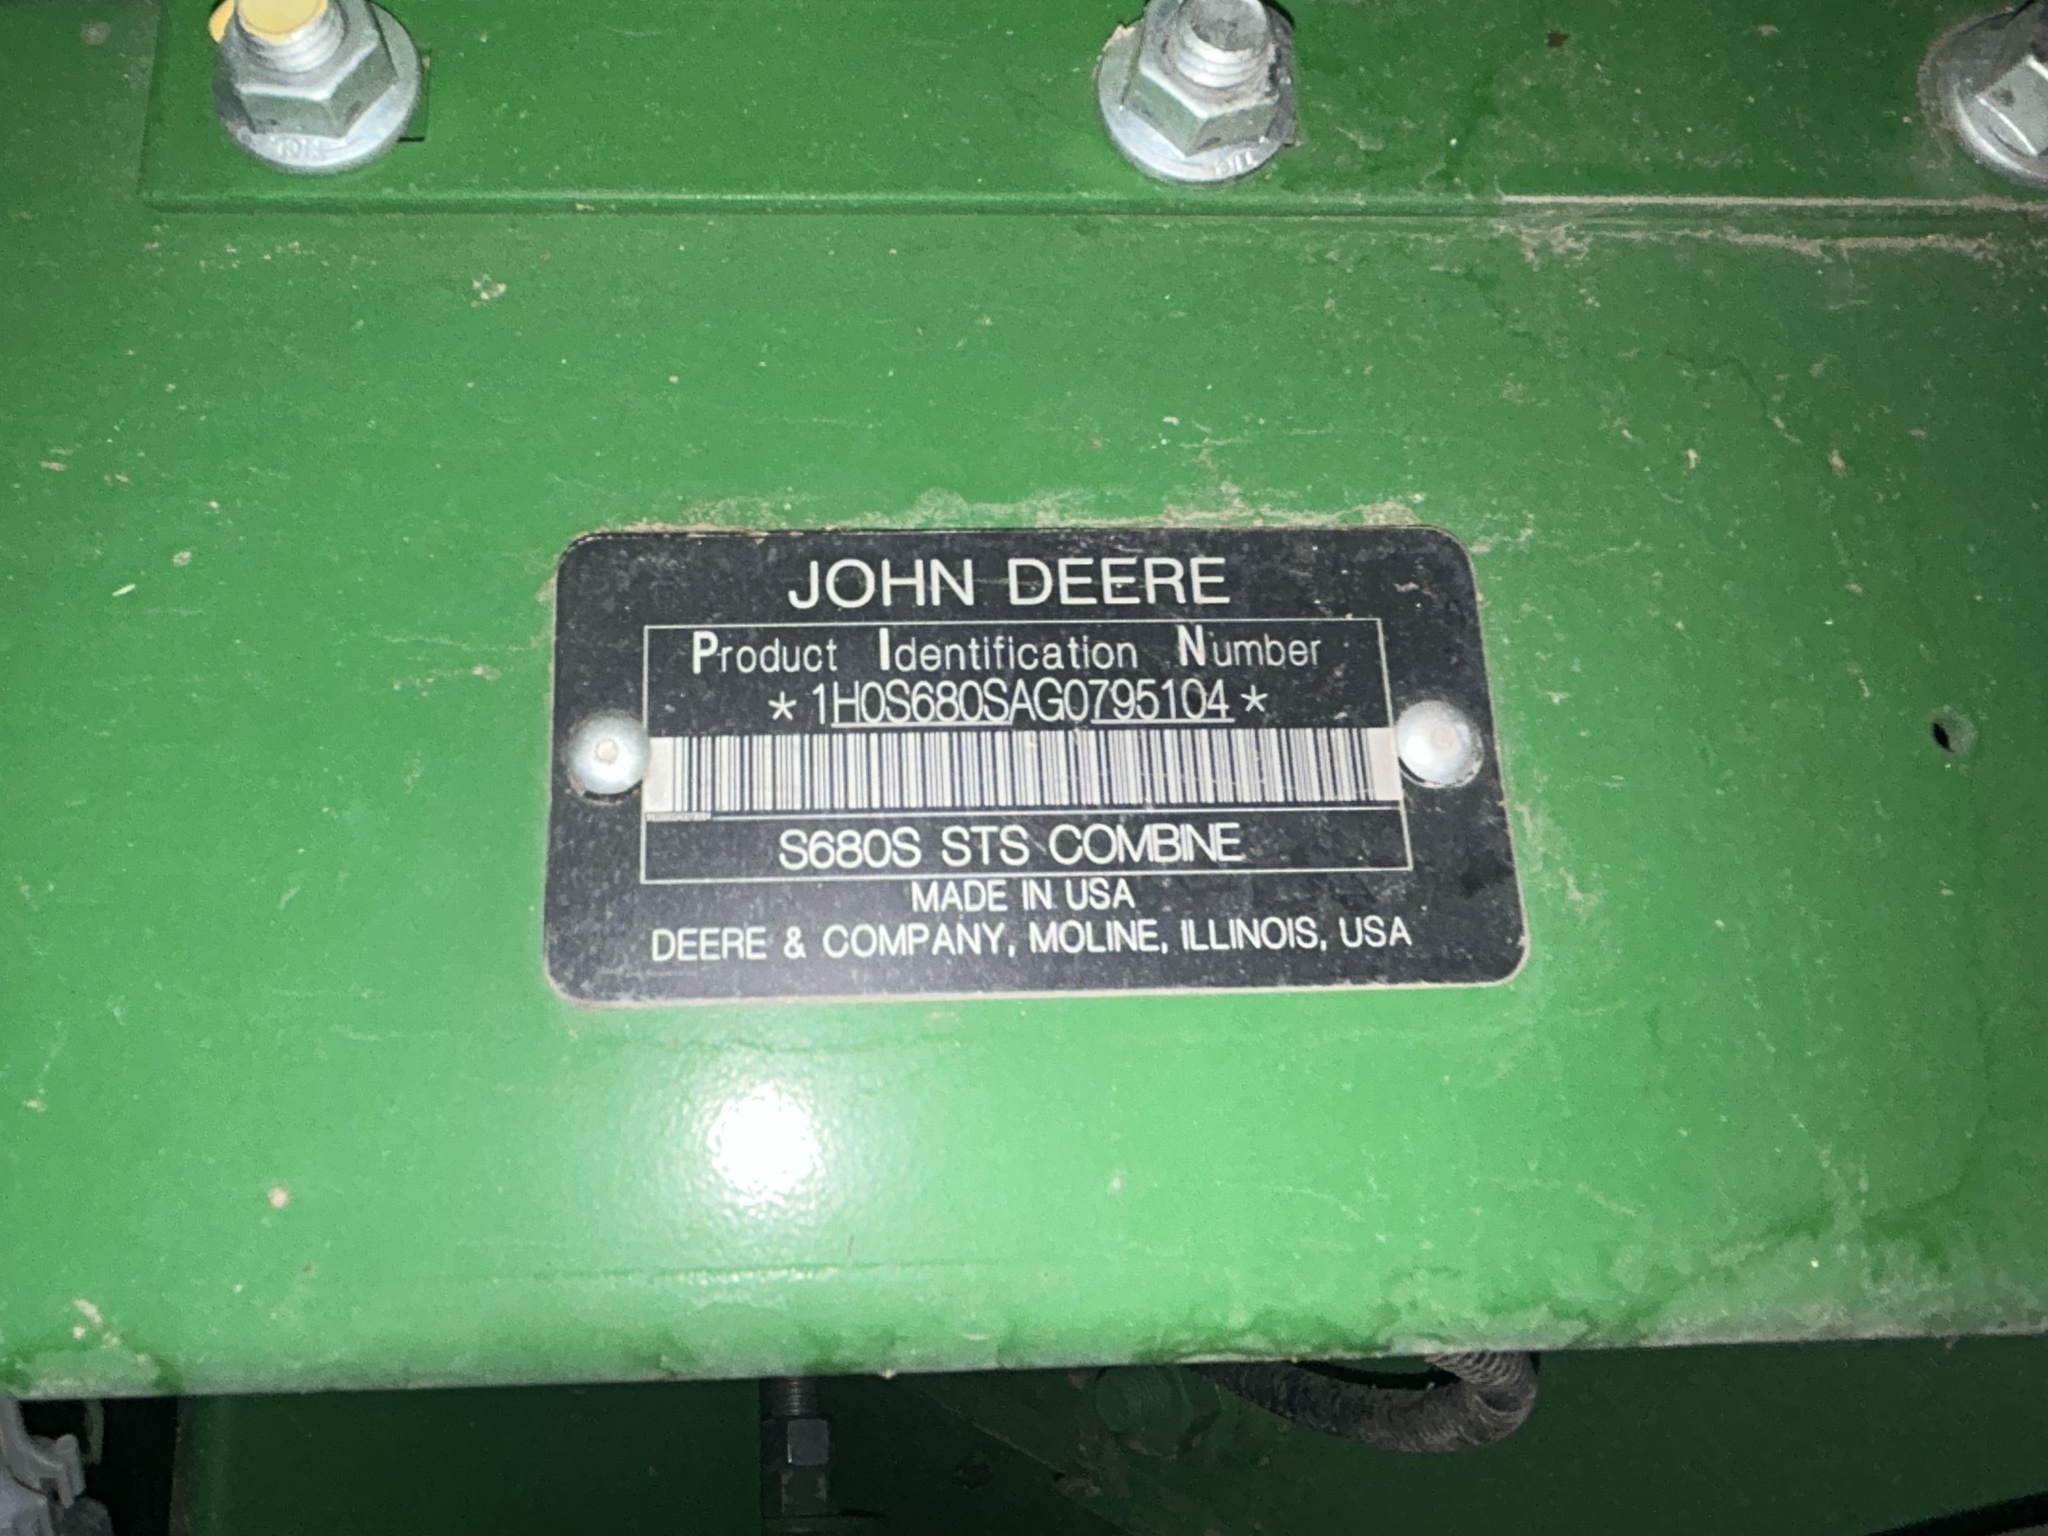 JOHN DEERE
Product Identification Number
*1H0S680SAG0795104*
S680S STS COMBINE
MADE IN USA
DEERE & COMPANY, MOLINE, ILLINOIS, USA